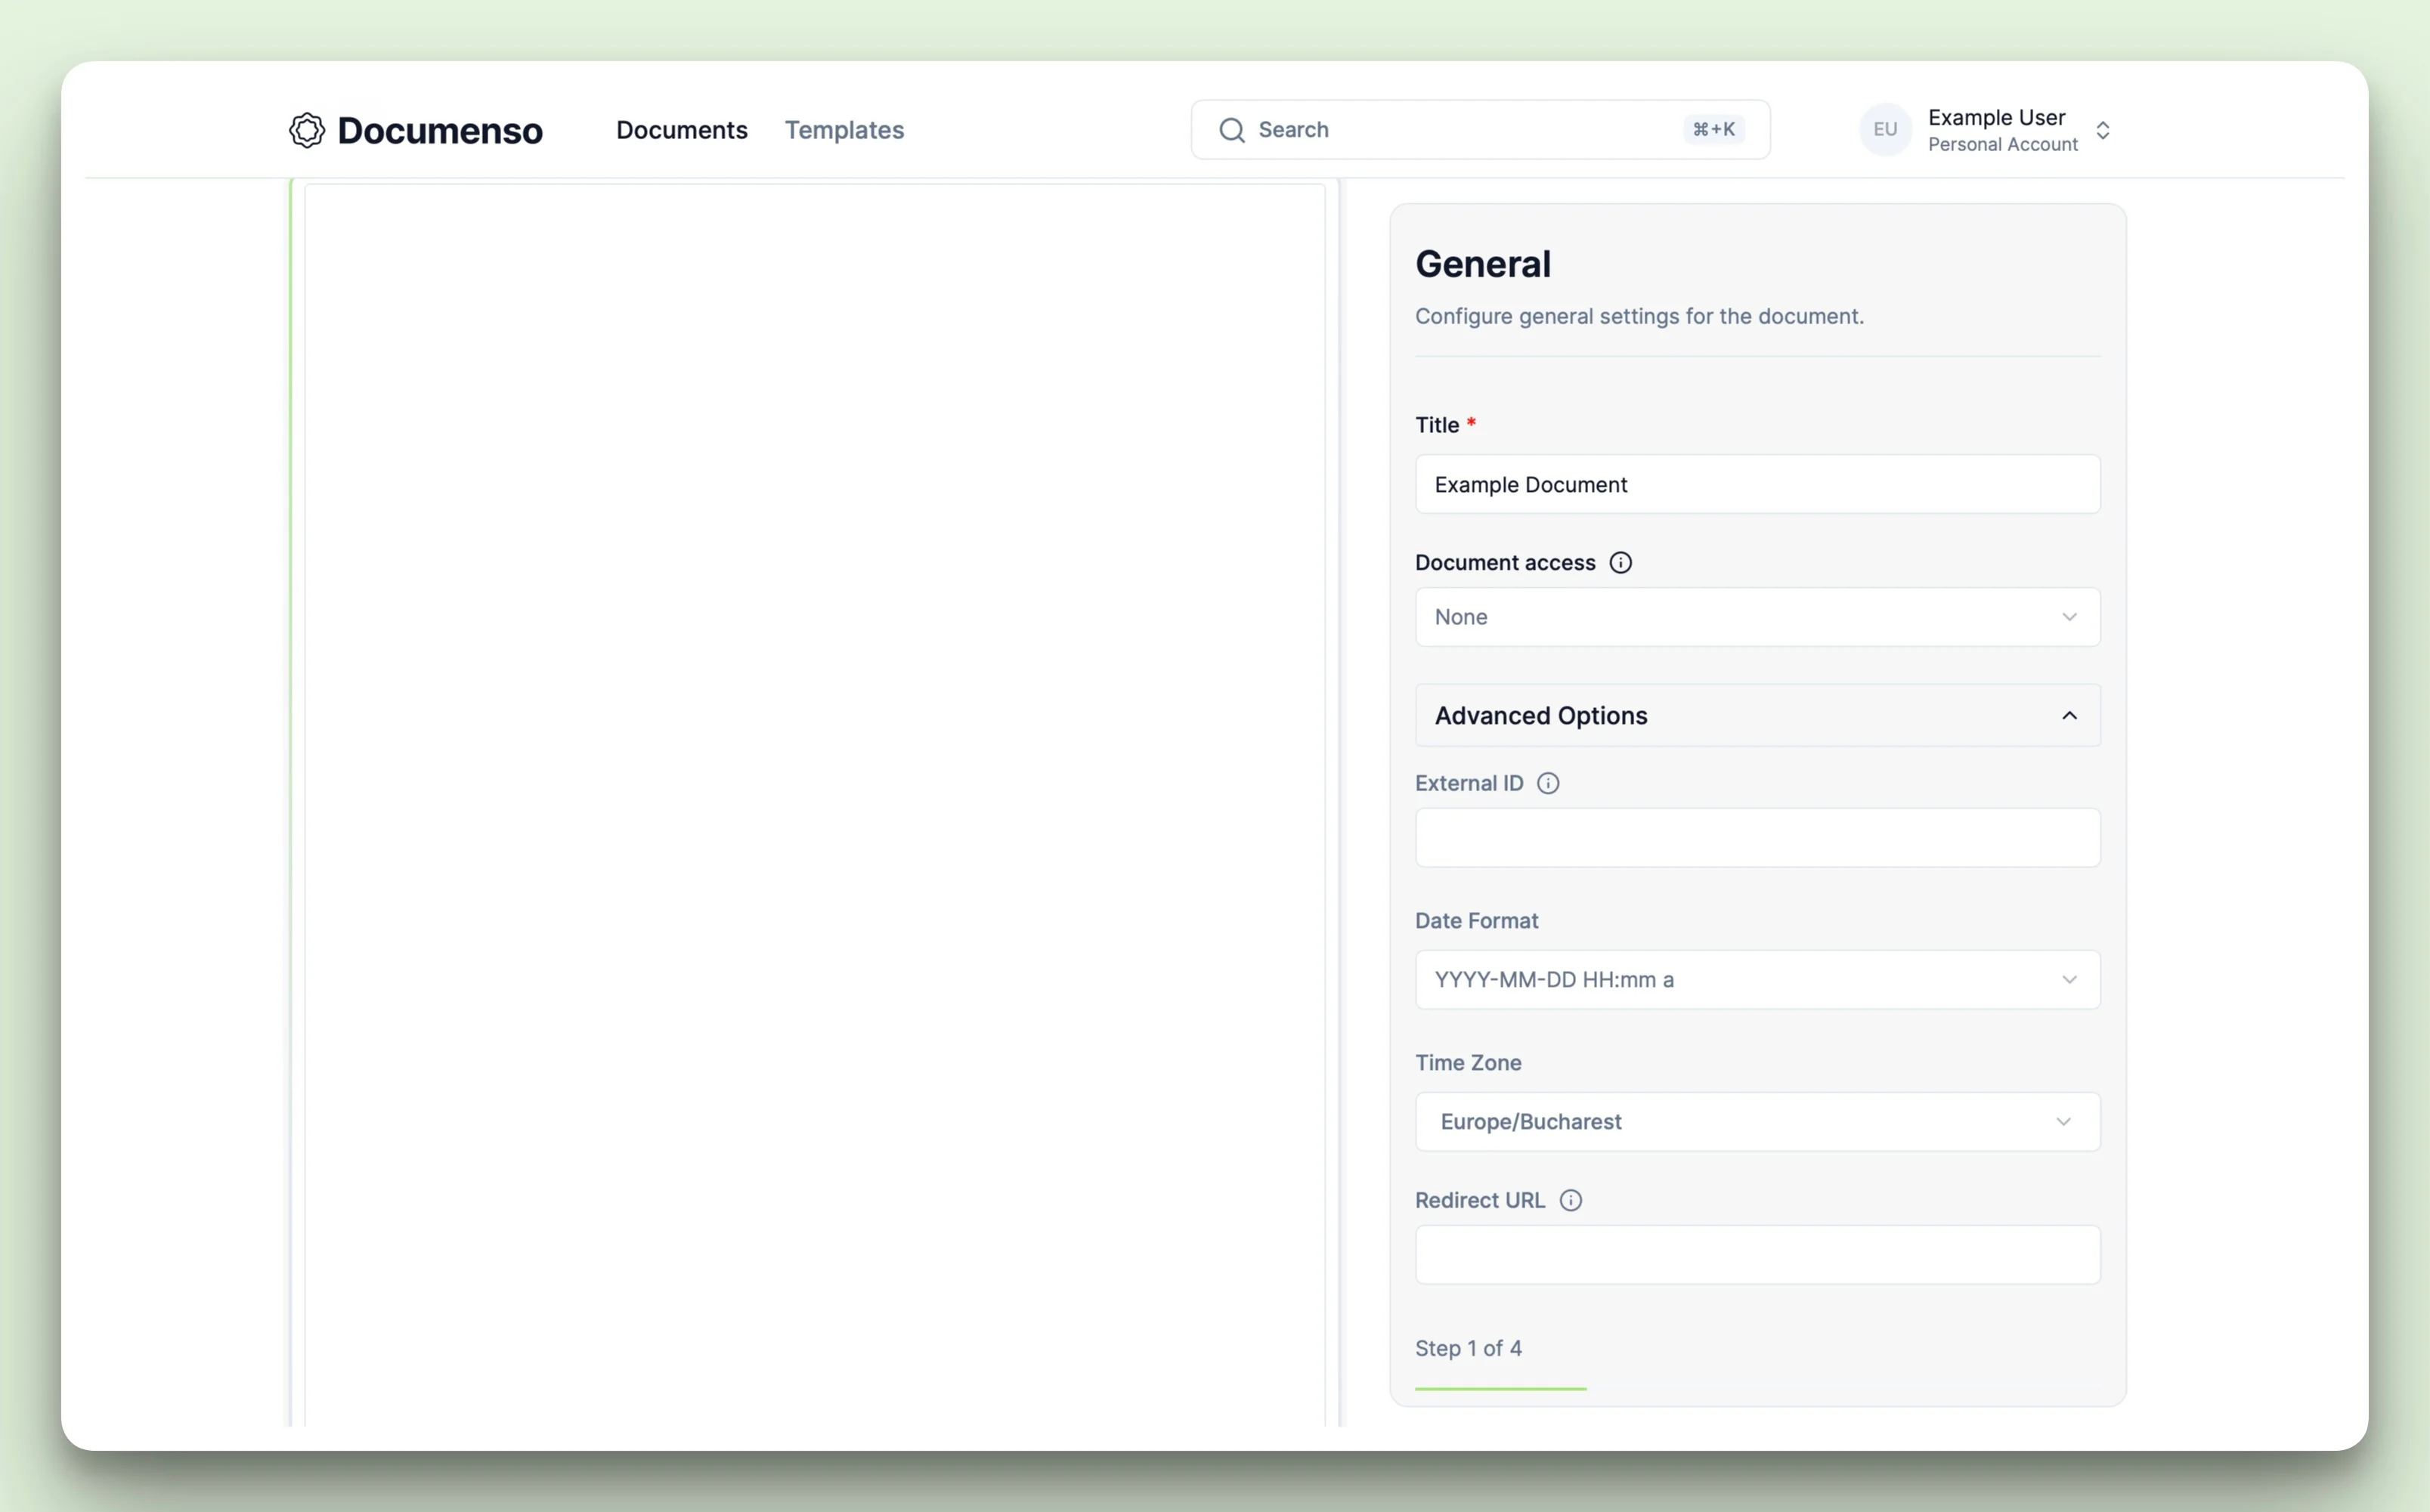 Documenso
Documents
Templates
Search
⌘+K
EU
Example User
Personal Account
General
Configure general settings for the document.
Title *
Example Document
Document access
None
Advanced Options
External ID
Date Format
YYYY-MM-DD HH:mm a
Time Zone
Europe/Bucharest
Redirect URL
Step 1 of 4